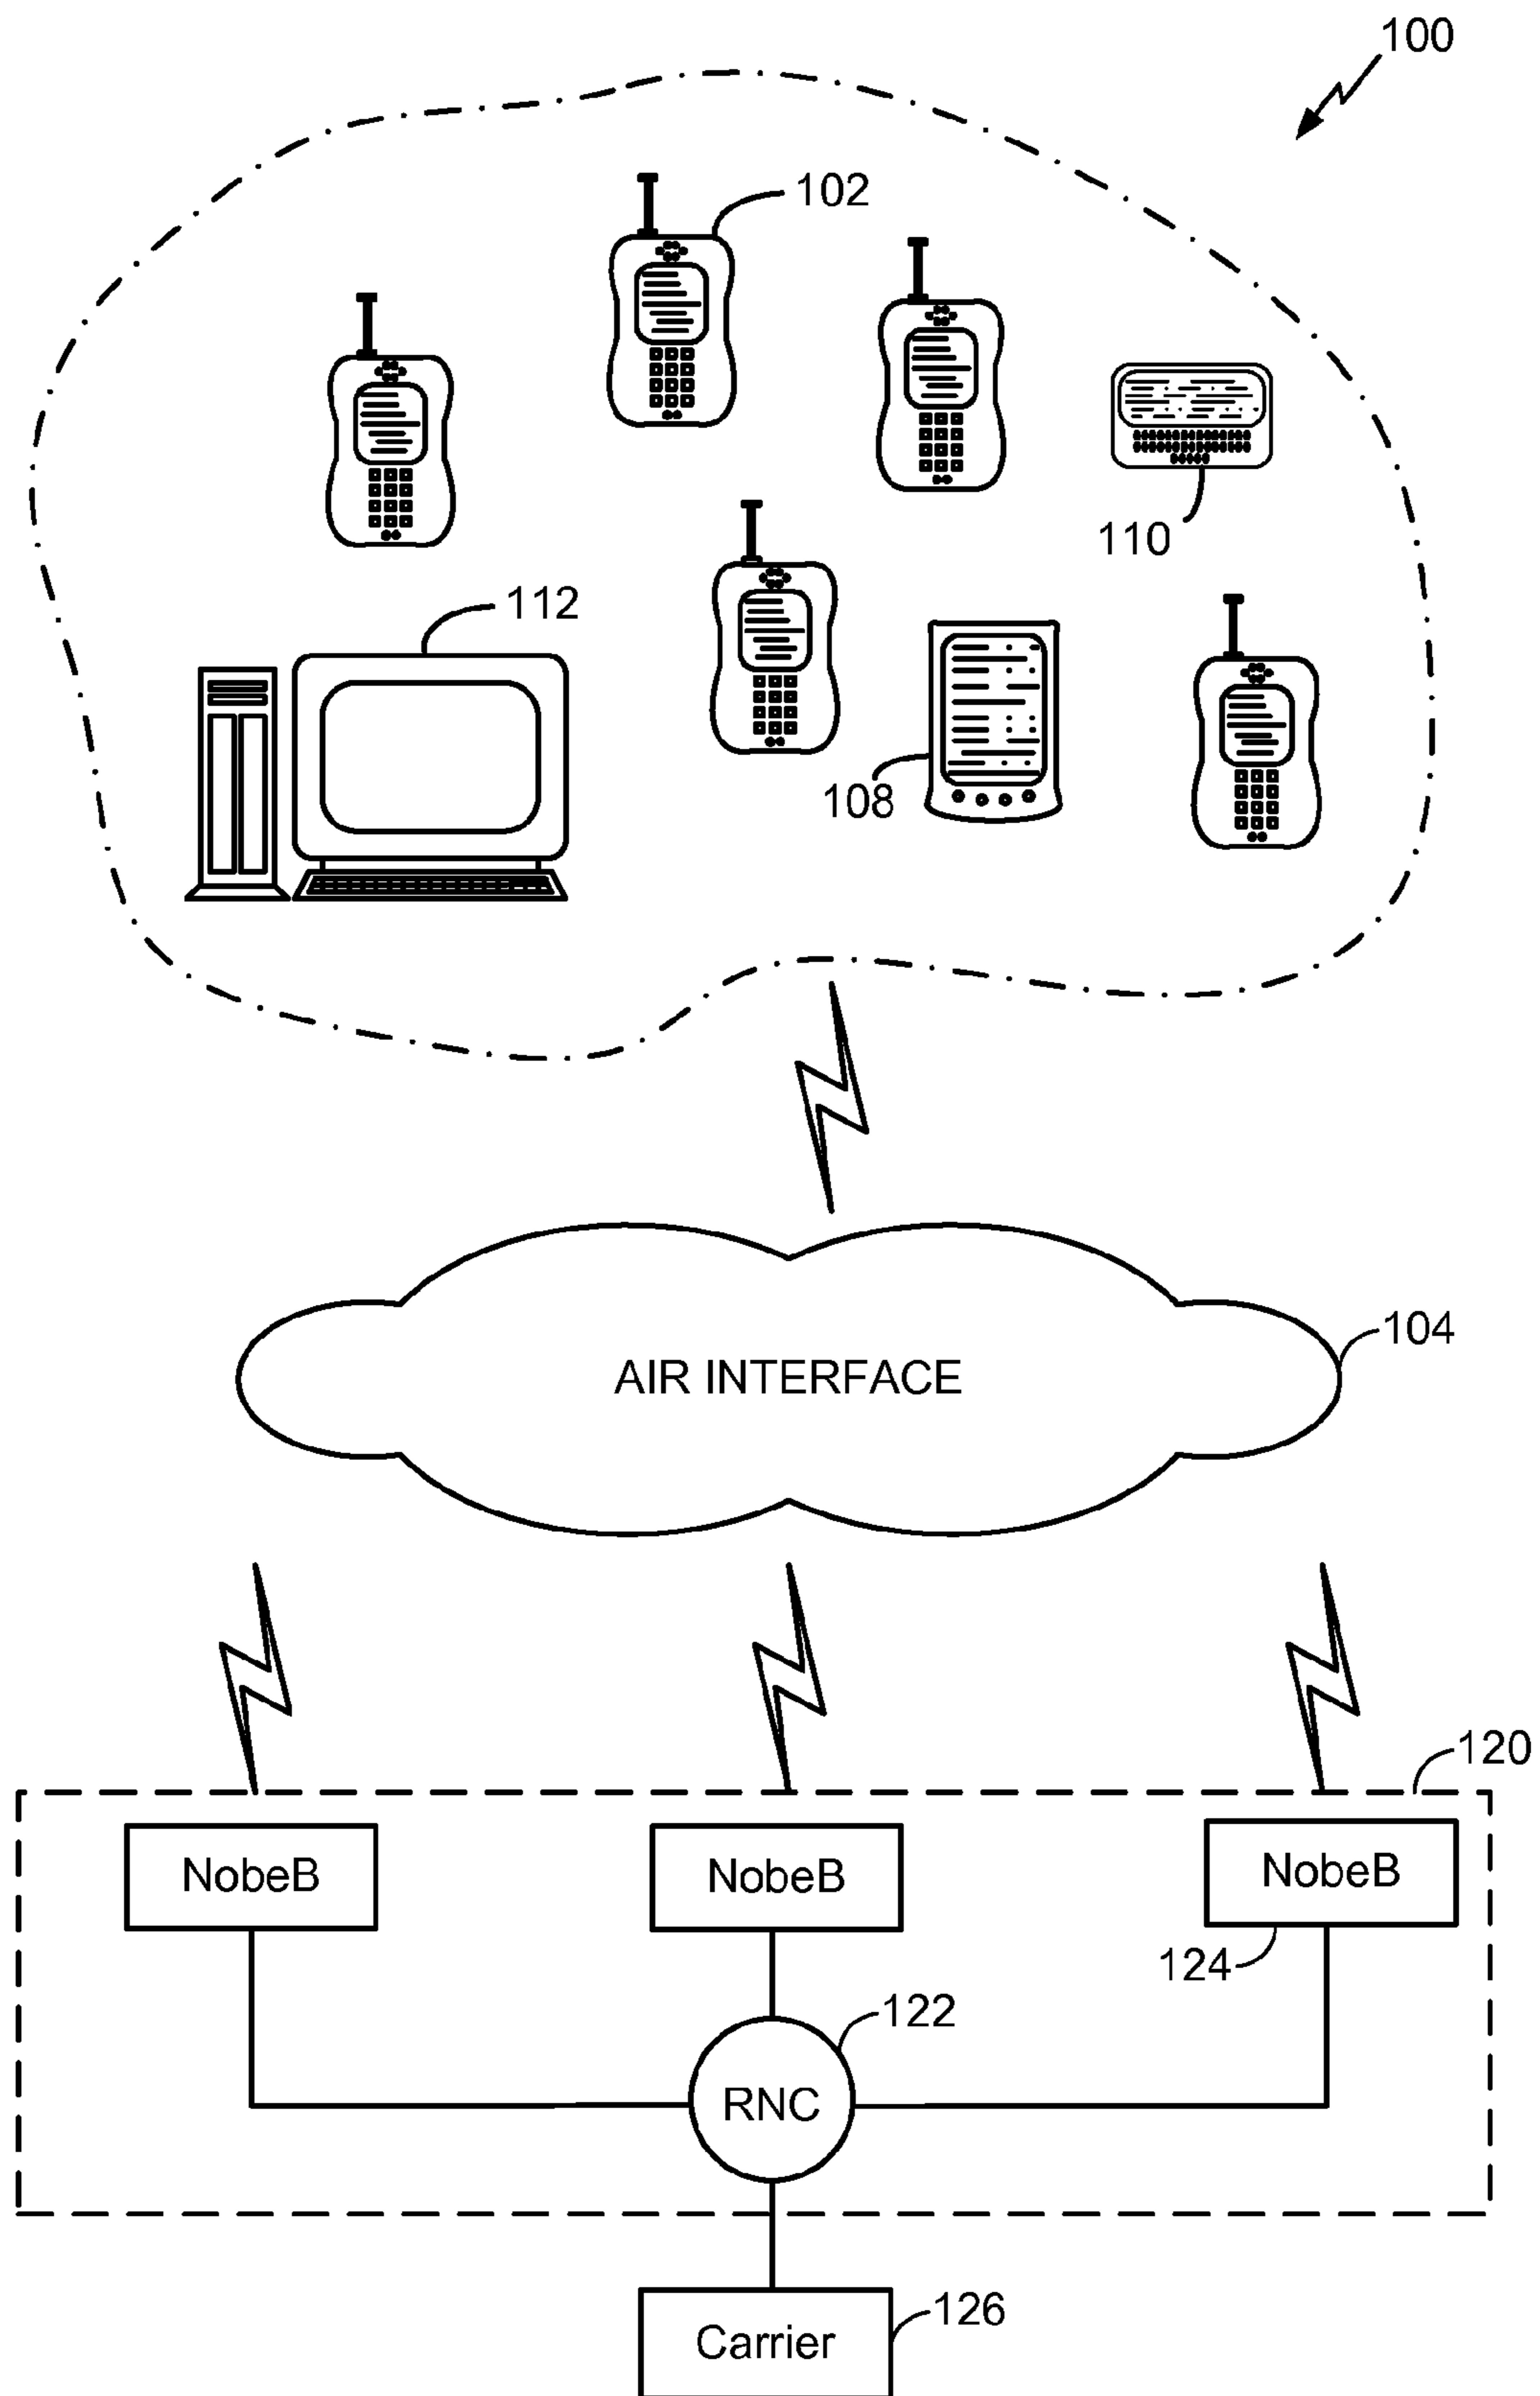 100
102
110
112
108
104
AIR INTERFACE
120
NobeB
NobeB
NobeB
124
122
RNC
126
Carrier